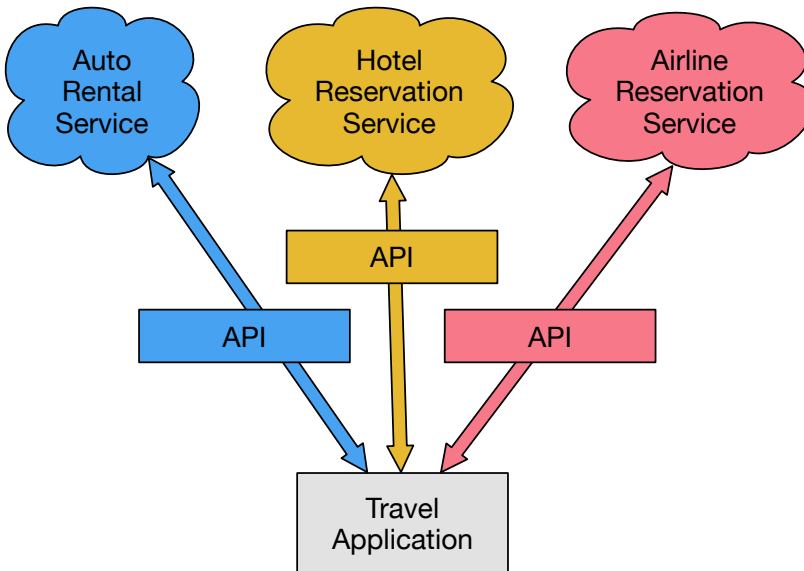 Auto
Rental
Service
Hotel
Reservation
Service
Airline
Reservation
Service
API
API
API
Travel
Application